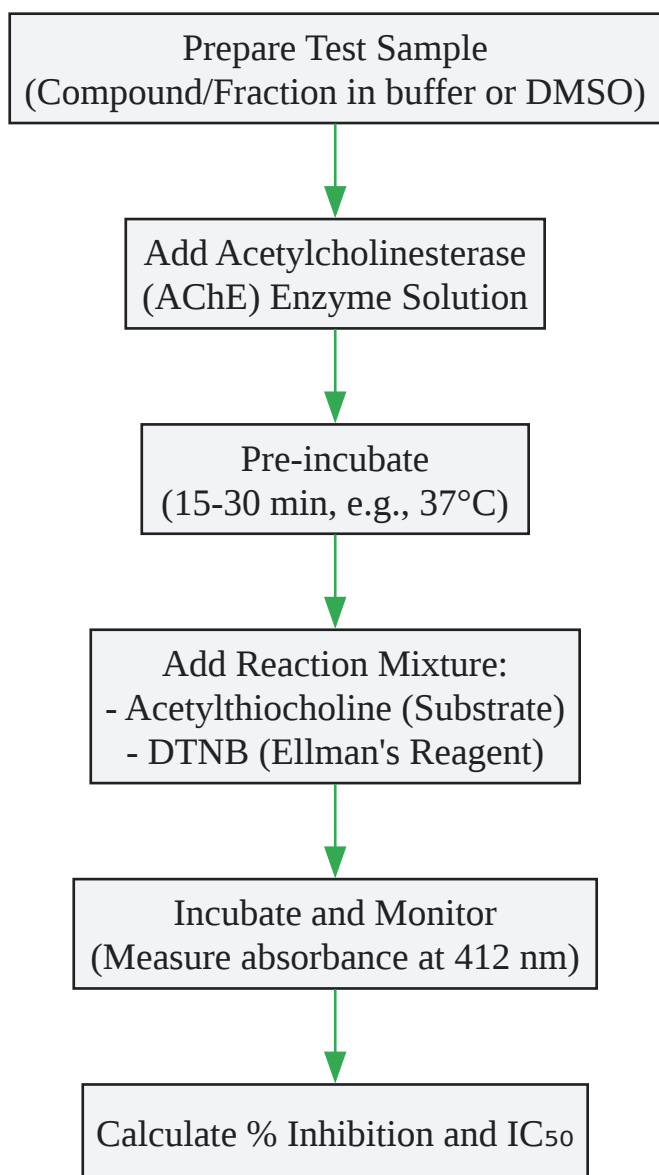 Prepare Test Sample
(Compound/Fraction in buffer or DMSO)
Add Acetylcholinesterase
(AChE) Enzyme Solution
Pre-incubate
(15-30 min, e.g., 37°C)
Add Reaction Mixture:
- Acetylthiocholine (Substrate)
- DTNB (Ellman's Reagent)
Incubate and Monitor
(Measure absorbance at 412 nm)
Calculate % Inhibition and IC₅₀